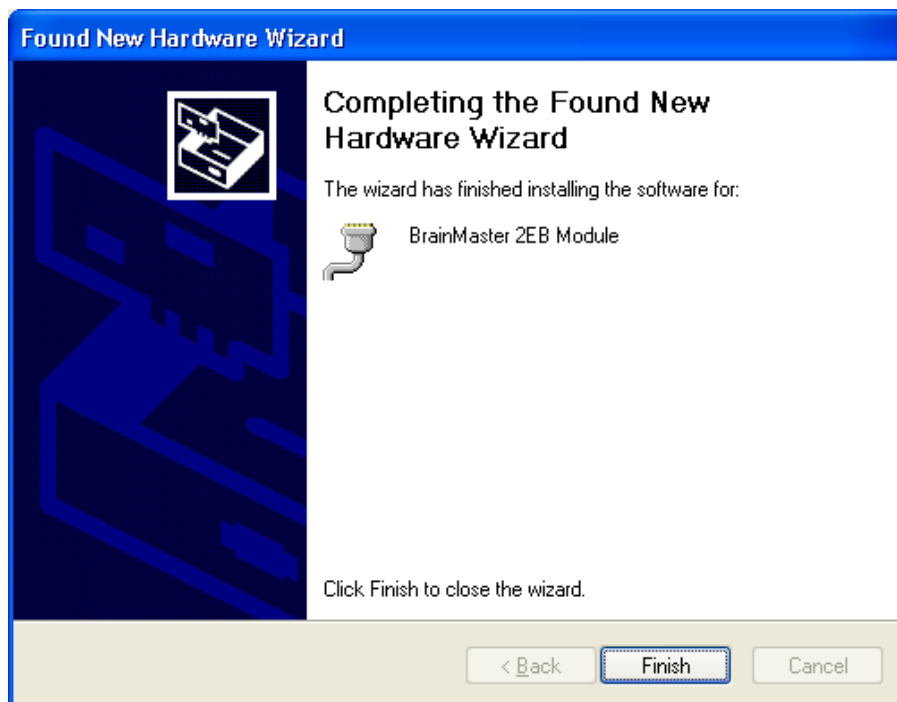 Found New Hardware Wizard
Completing the Found New
Hardware Wizard
The wizard has finished installing the software for:
BrainMaster 2EB Module
Click Finish to close the wizard.
< Back Finish Cancel